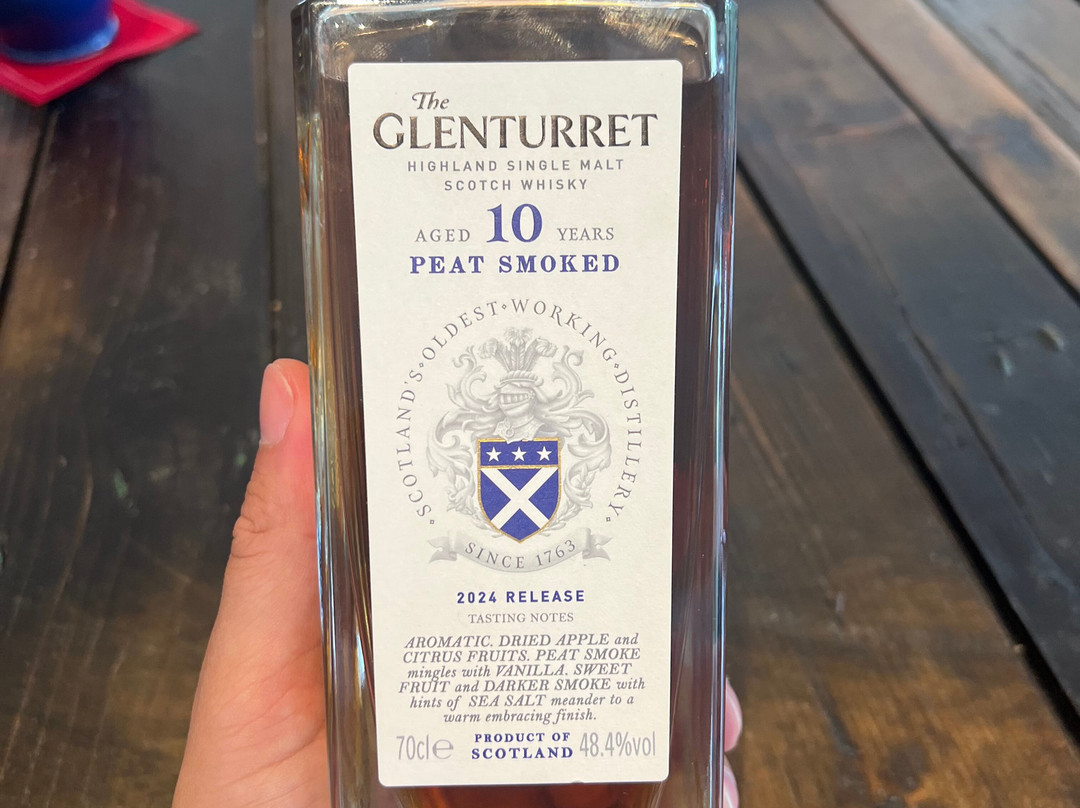 The
GLENTURRET
HIGHLAND SINGLE MALT
SCOTCH WHISKY
AGED 10 YEARS
PEAT SMOKED
SCOTLAND'S OLDEST WORKING DISTILLERY
SINCE 1763
2024 RELEASE
TASTING NOTES
AROMATIC. DRIED APPLE and
CITRUS FRUITS. PEAT SMOKE
mingles with VANILLA. SWEET
FRUIT and DARKER SMOKE with
hints of SEA SALT meander to a
warm embracing finish.
70cl e PRODUCT OF SCOTLAND 48.4%vol